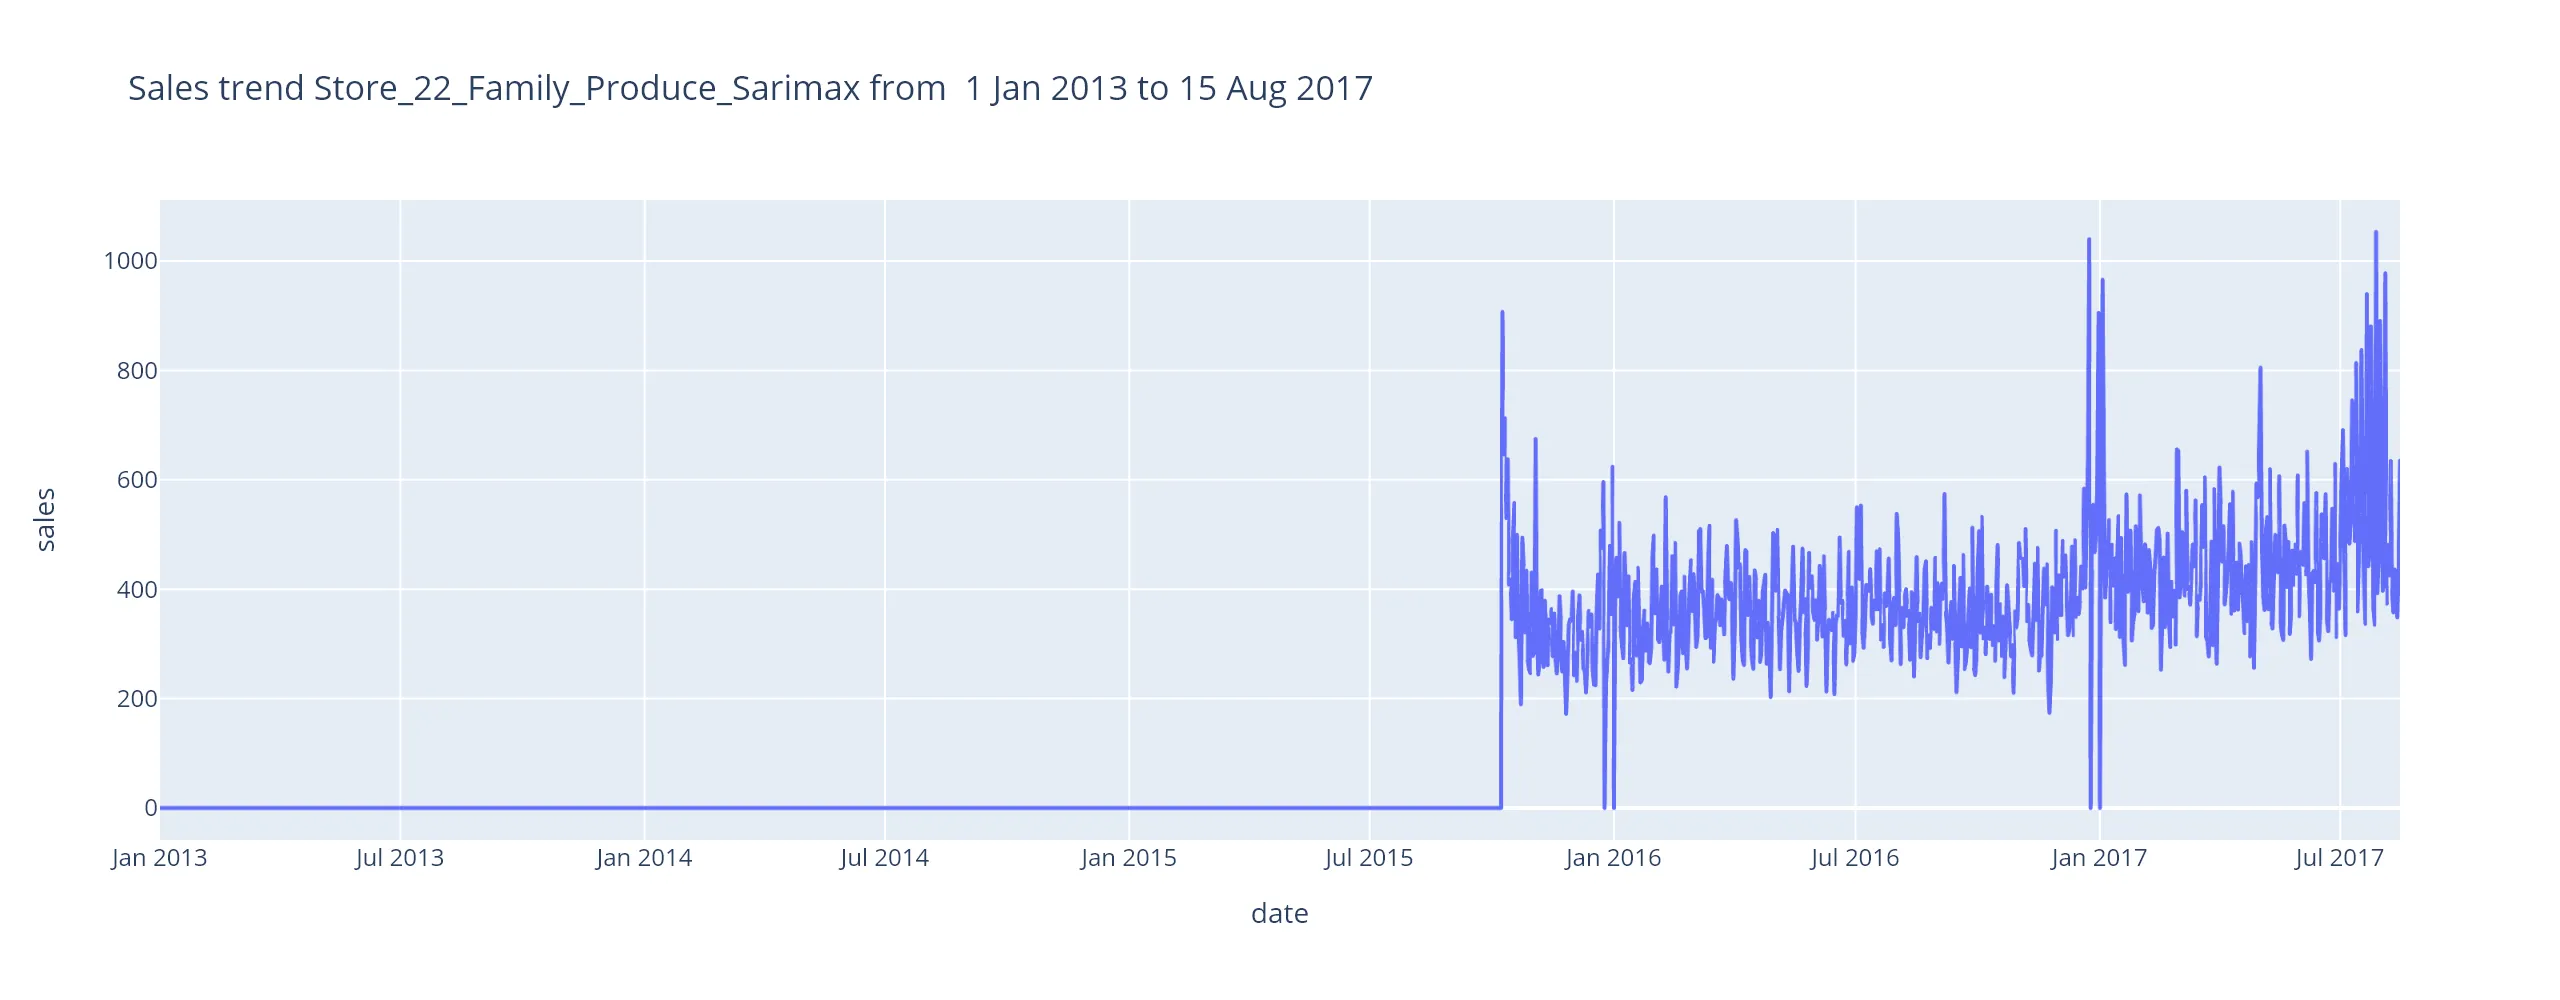 Sales trend Store_22_Family_Produce_Sarimax from  1 Jan 2013 to 15 Aug 2017
1000
800
600
400
200
0
sales
Jan 2013 Jul 2013 Jan 2014 Jul 2014 Jan 2015 Jul 2015 Jan 2016 Jul 2016 Jan 2017 Jul 2017
date